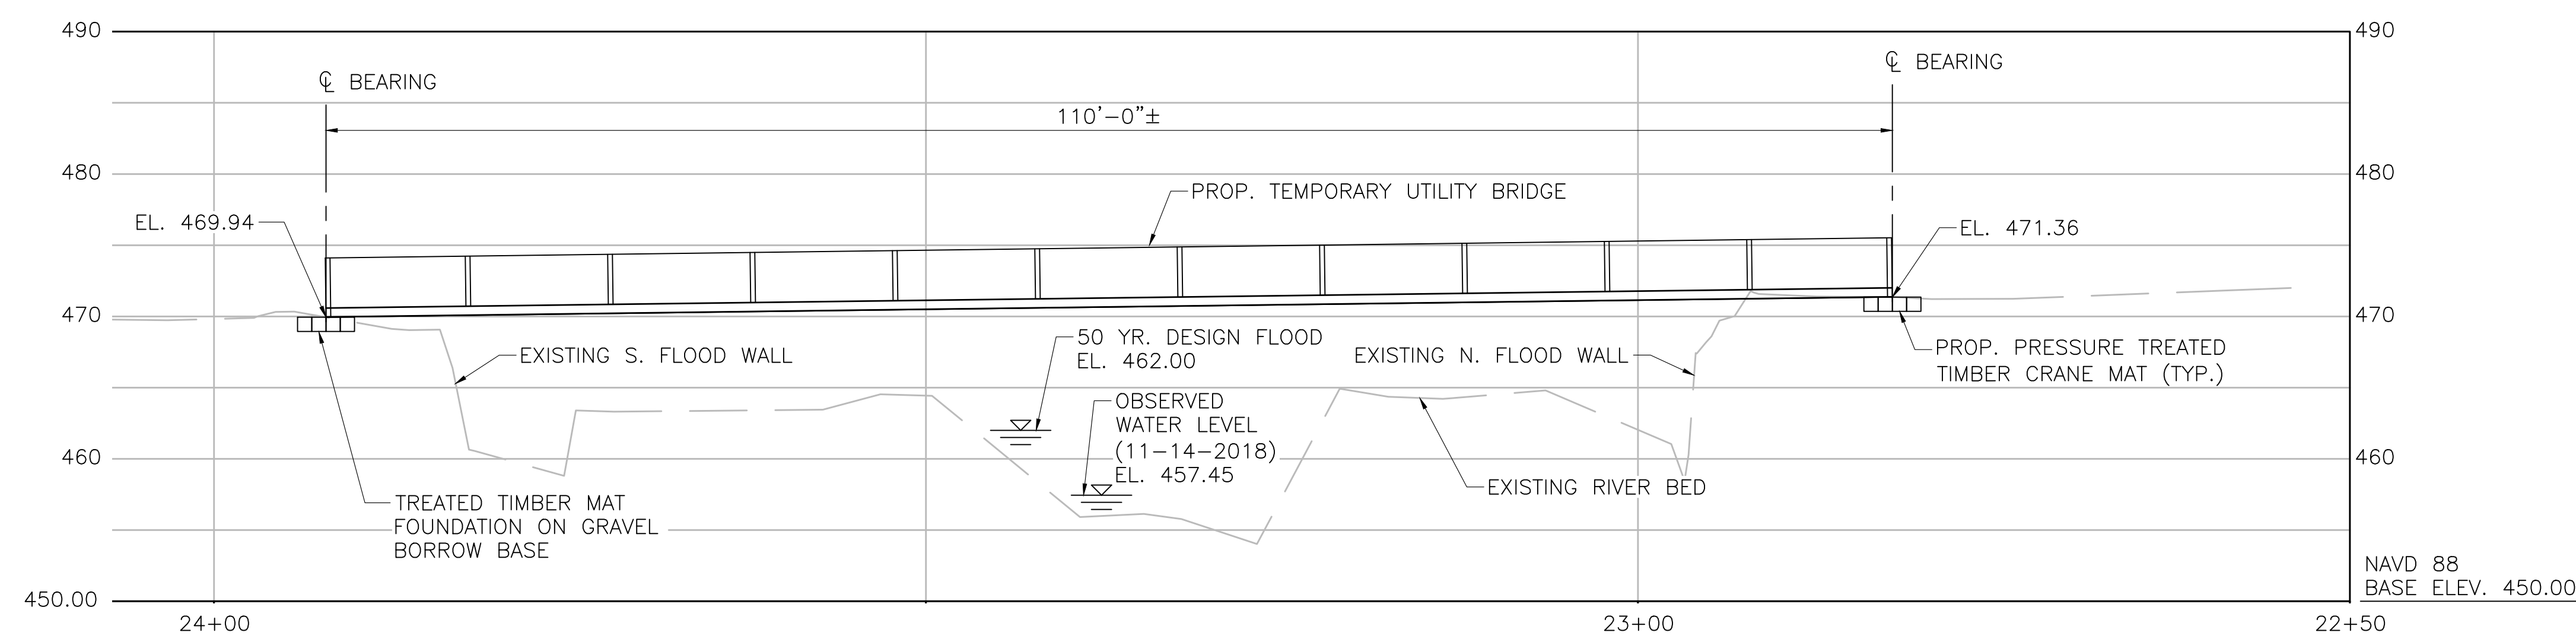 490
490
℄ BEARING
℄ BEARING
110'-0"±
480
480
PROP. TEMPORARY UTILITY BRIDGE
EL. 469.94
EL. 471.36
470
470
50 YR. DESIGN FLOOD
EL. 462.00
EXISTING S. FLOOD WALL
EXISTING N. FLOOD WALL
PROP. PRESSURE TREATED
TIMBER CRANE MAT (TYP.)
OBSERVED
WATER LEVEL
(11-14-2018)
EL. 457.45
460
460
EXISTING RIVER BED
TREATED TIMBER MAT
FOUNDATION ON GRAVEL
BORROW BASE
NAVD 88
BASE ELEV. 450.00
450.00
24+00
23+00
22+50